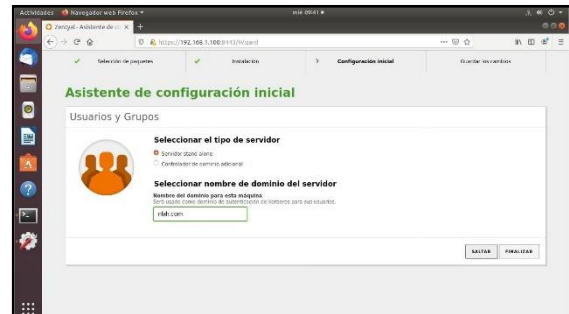 Actividades Navegador web Firefox mié 09:41
Zentyal - Asistente de co
https://192.168.1.100:8443/Wizard
Selección de paquetes Instalación Configuración inicial Guardar los cambios
Asistente de configuración inicial
Usuarios y Grupos
Seleccionar el tipo de servidor
Servidor stand-alone
Controlador de dominio adicional
Seleccionar nombre de dominio del servidor
Nombre del dominio para esta máquina
Será usado como dominio de autenticación de Kerberos para sus usuarios.
SALTAR FINALIZAR